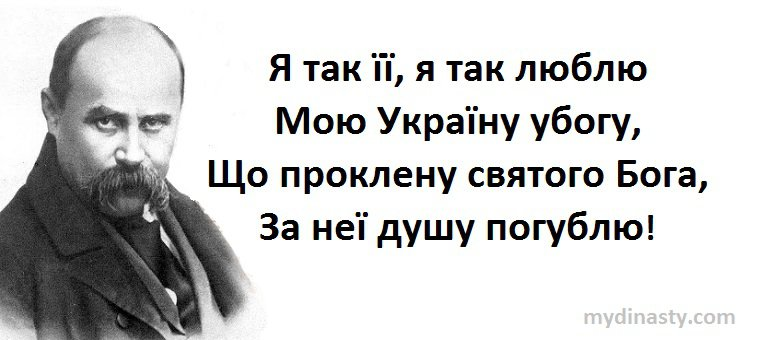 Я так її, я так люблю
Мою Україну убогу,
Що проклену святого Бога,
За неї душу погублю!
mydinasty.com